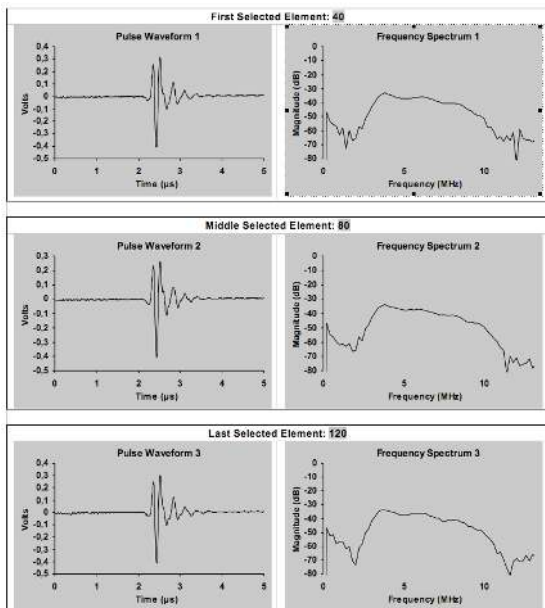 First Selected Element: 40
Pulse Waveform 1
Frequency Spectrum 1
0,4
0,3
0,2
0,1
0
-0,1
-0,2
-0,3
-0,4
-0,5
Volts
0 1 2 3 4 5
Time (µs)
0
-10
-20
-30
-40
-50
-60
-70
-80
Magnitude (dB)
0 5 10
Frequency (MHz)
Middle Selected Element: 80
Pulse Waveform 2
Frequency Spectrum 2
0,3
0,2
0,1
0
-0,1
-0,2
-0,3
-0,4
-0,5
Volts
0 1 2 3 4 5
Time (µs)
0
-10
-20
-30
-40
-50
-60
-70
-80
Magnitude (dB)
0 5 10
Frequency (MHz)
Last Selected Element: 120
Pulse Waveform 3
Frequency Spectrum 3
0,4
0,3
0,2
0,1
0
-0,1
-0,2
-0,3
-0,4
-0,5
Volts
0 1 2 3 4 5
Time (µs)
0
-10
-20
-30
-40
-50
-60
-70
-80
Magnitude (dB)
0 5 10
Frequency (MHz)